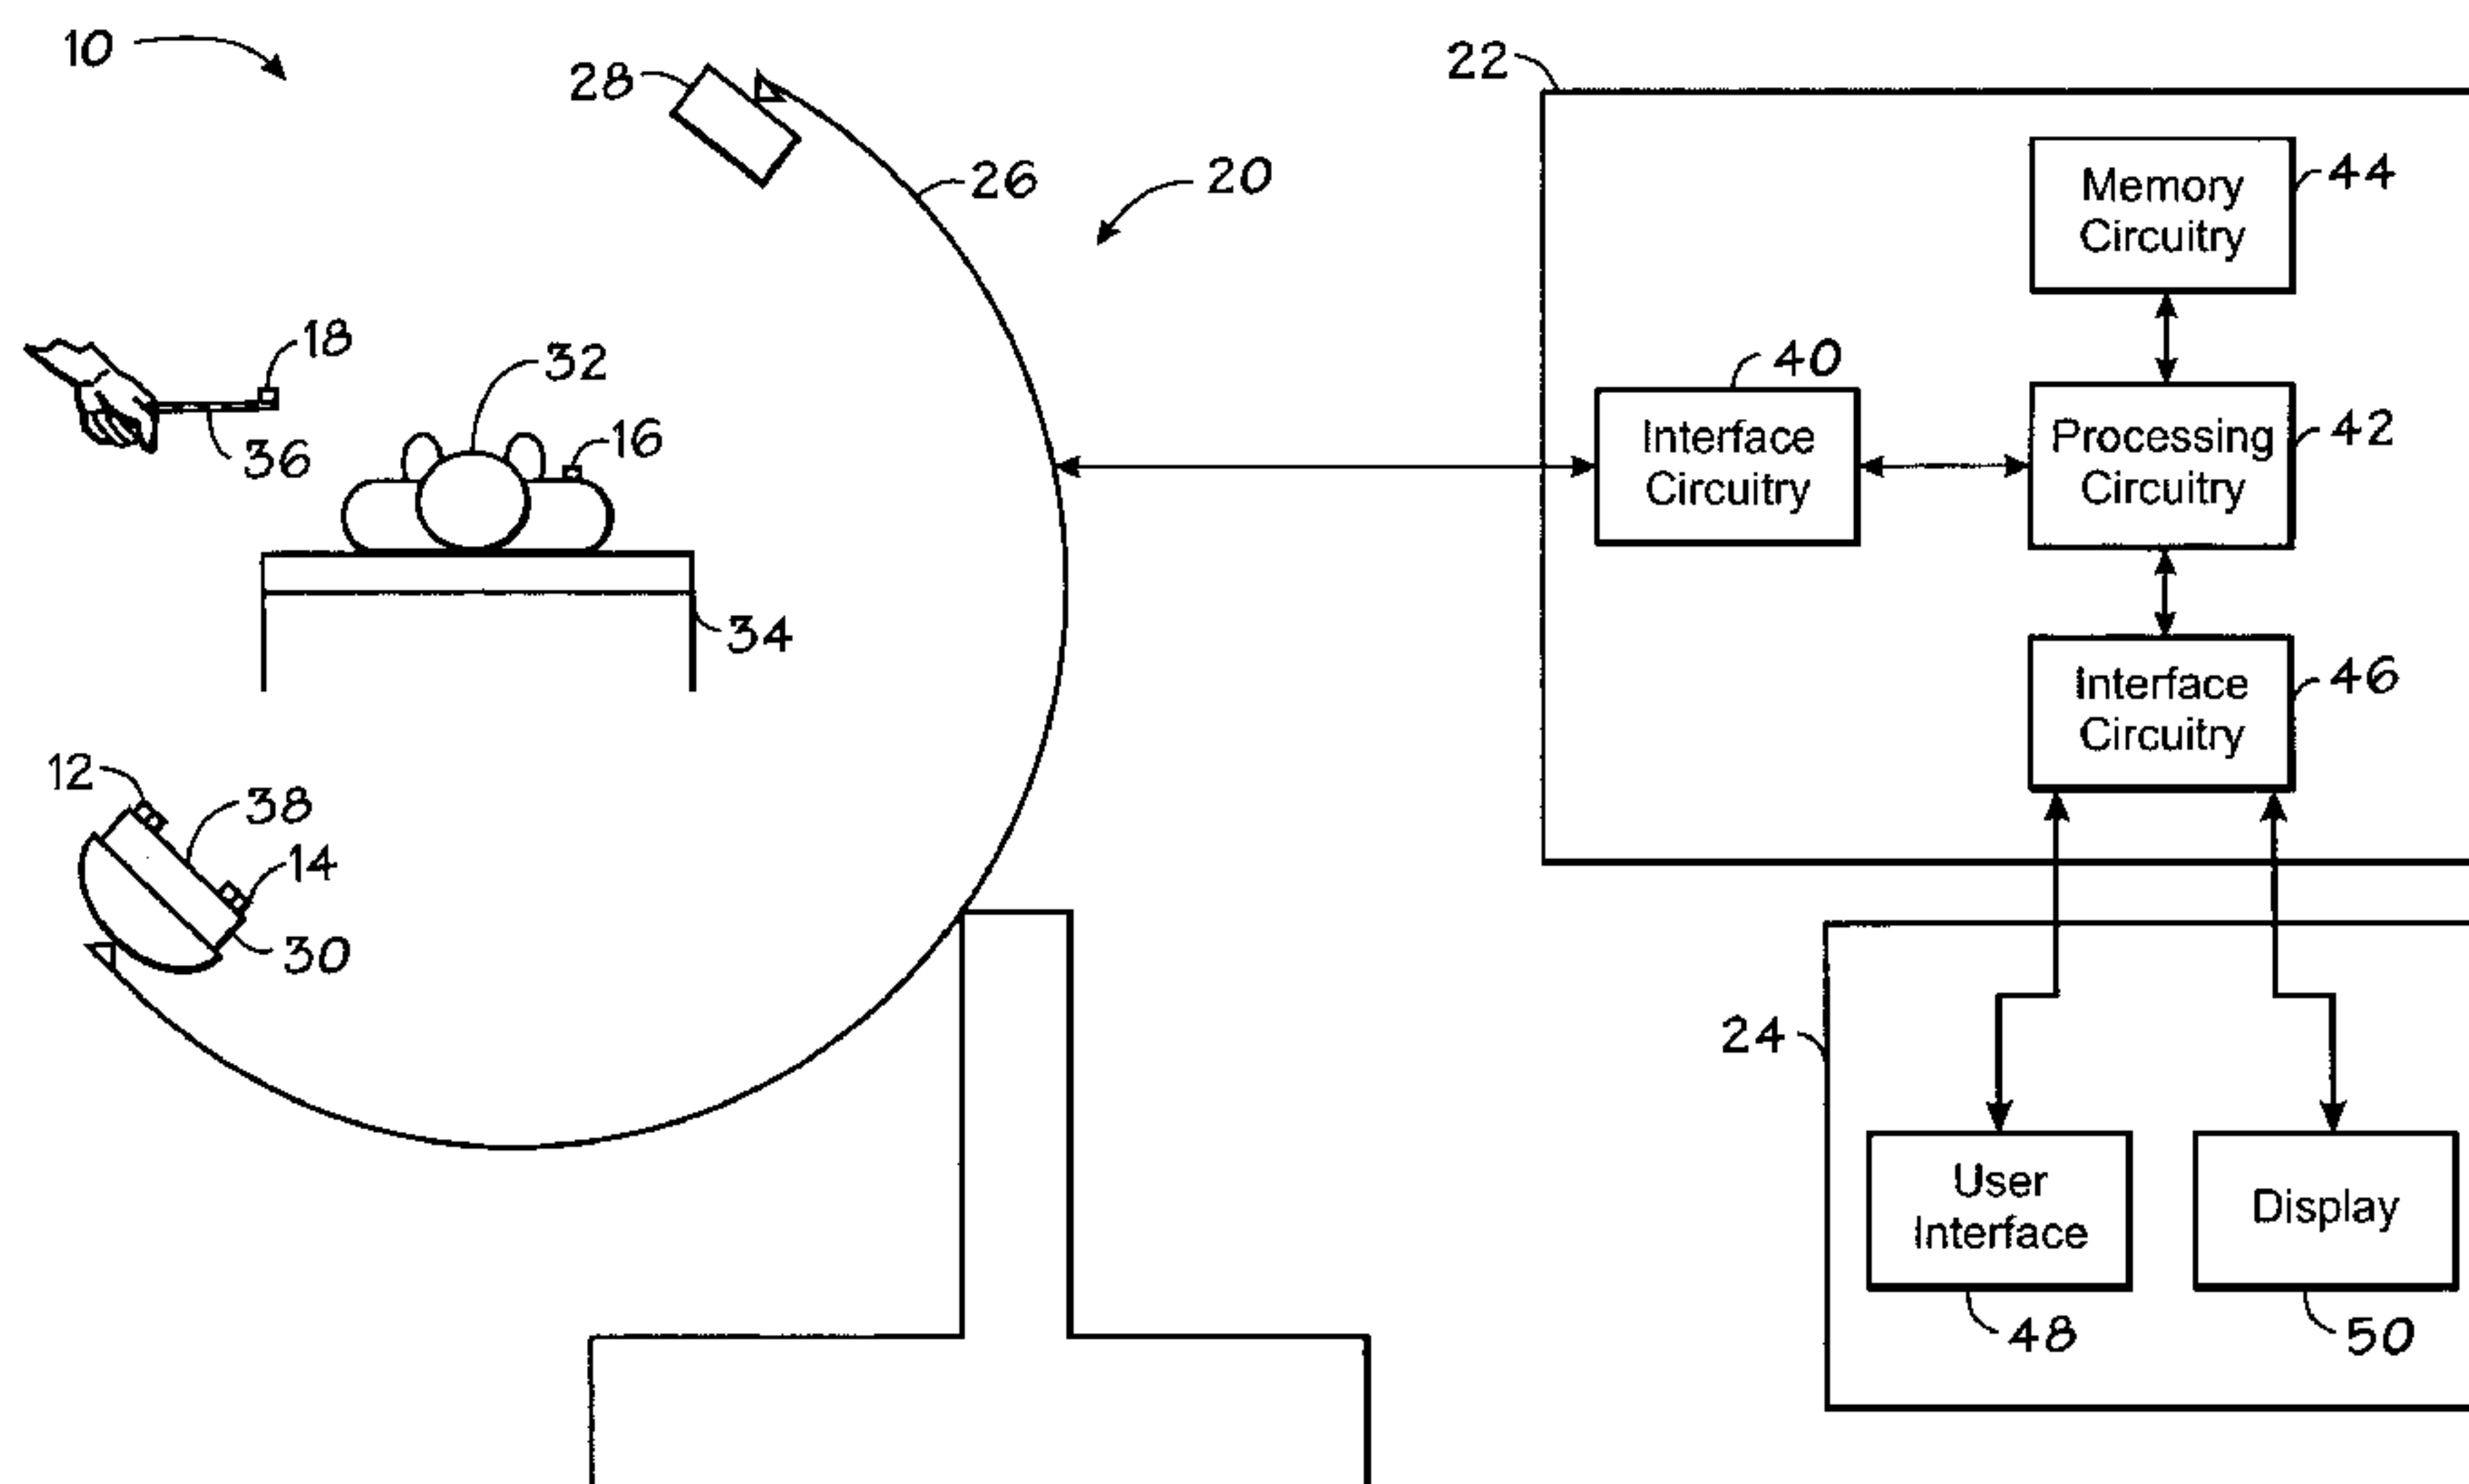 10
28
22
26
20
Memory
Circuitry
44
18
32
16
36
40
Interface
Circuitry
Processing
Circuitry
42
34
Interface
Circuitry
46
12
38
14
30
24
User
Interface
Display
48
50